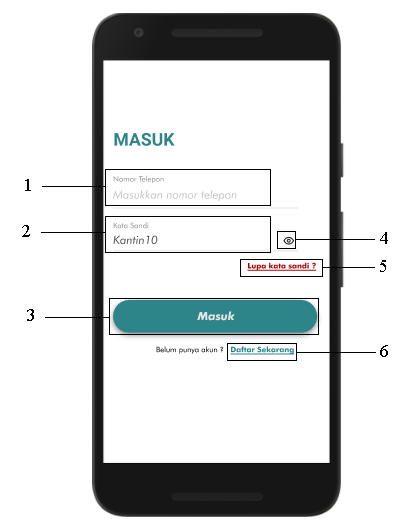 MASUK
1
Nomor Telepon
Masukkan nomor telepon
2
Kata Sandi
Kantin10
4
Lupa kata sandi ?
5
3
Masuk
Belum punya akun ? Daftar Sekarang
6